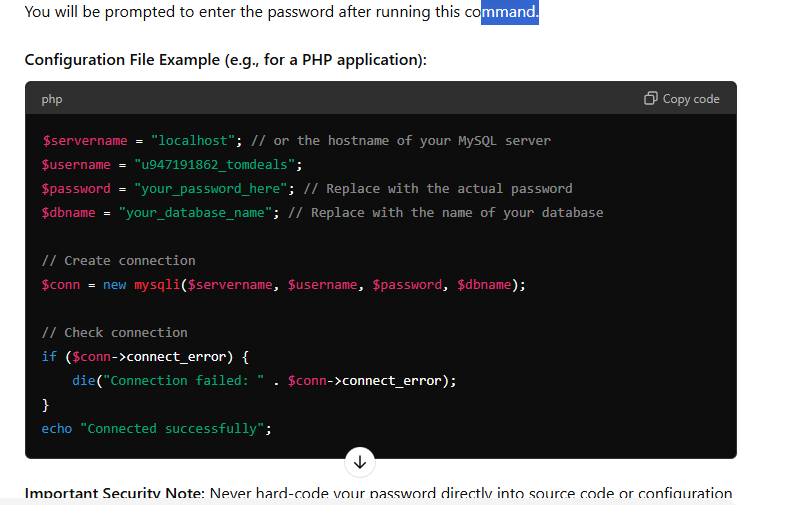 You will be prompted to enter the password after running this command.
Configuration File Example (e.g., for a PHP application):
php
Copy code
$servername = "localhost"; // or the hostname of your MySQL server
$username = "u947191862_tomdeals";
$password = "your_password_here"; // Replace with the actual password
$dbname = "your_database_name"; // Replace with the name of your database
// Create connection
$conn = new mysqli($servername, $username, $password, $dbname);
// Check connection
if ($conn->connect_error) {
    die("Connection failed: " . $conn->connect_error);
}
echo "Connected successfully";
Important Security Note: Never hard-code your password directly into source code or configuration